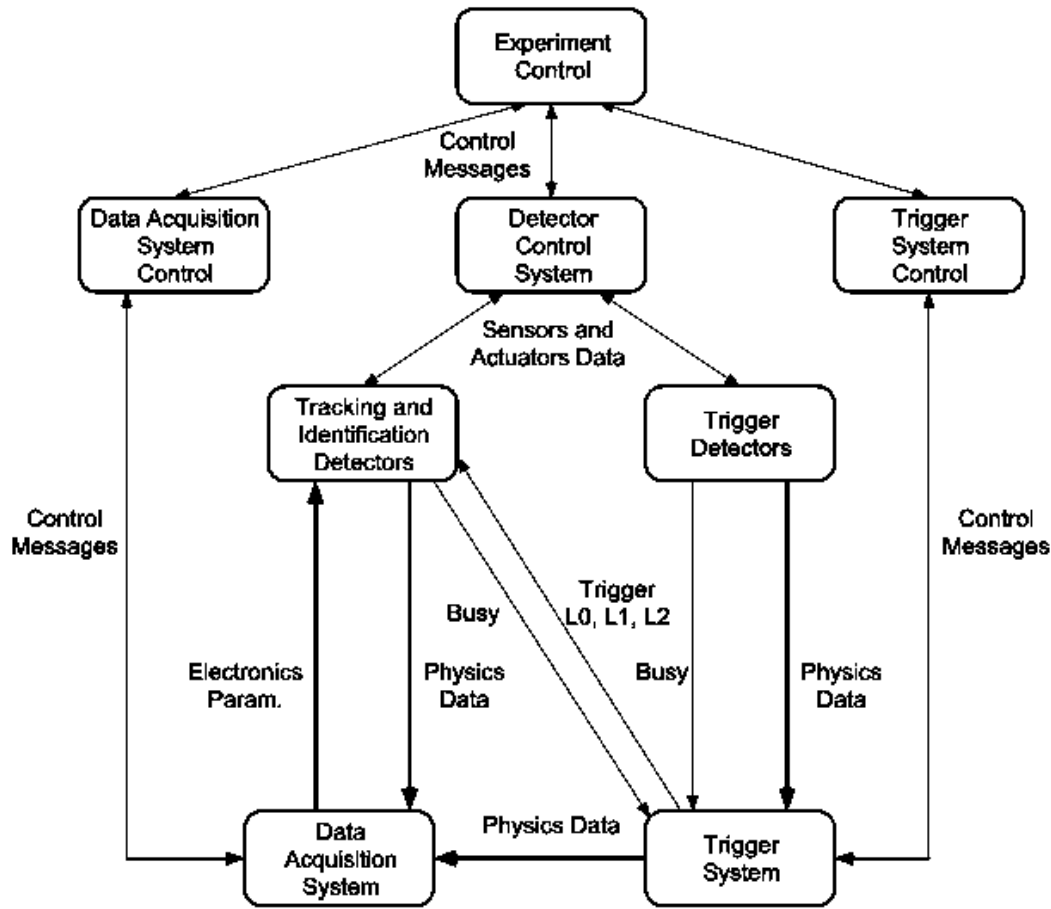 Experiment
Control
Control
Messages
Data Acquisition
System
Control
Detector
Control
System
Trigger
System
Control
Sensors and
Actuators Data
Tracking and
Identification
Detectors
Trigger
Detectors
Control
Messages
Control
Messages
Busy
Trigger
L0, L1, L2
Electronics
Param.
Physics
Data
Busy
Physics
Data
Physics Data
Data
Acquisition
System
Trigger
System